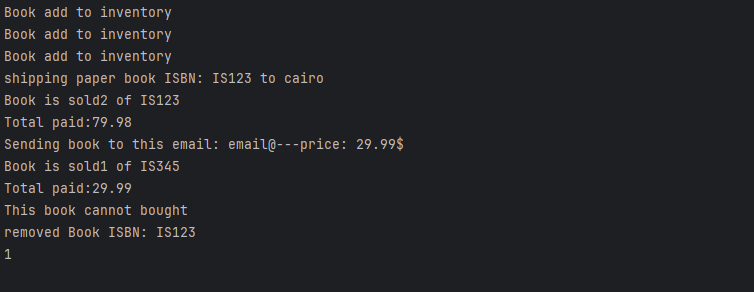 Book add to inventory
Book add to inventory
Book add to inventory
shipping paper book ISBN: IS123 to cairo
Book is sold2 of IS123
Total paid:79.98
Sending book to this email: email@---price: 29.99$
Book is sold1 of IS345
Total paid:29.99
This book cannot bought
removed Book ISBN: IS123
1